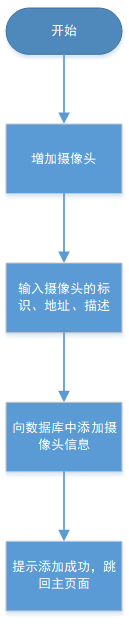 开始
增加摄像头
输入摄像头的标
识、地址、描述
向数据库中添加摄
像头信息
提示添加成功，跳
回主页面